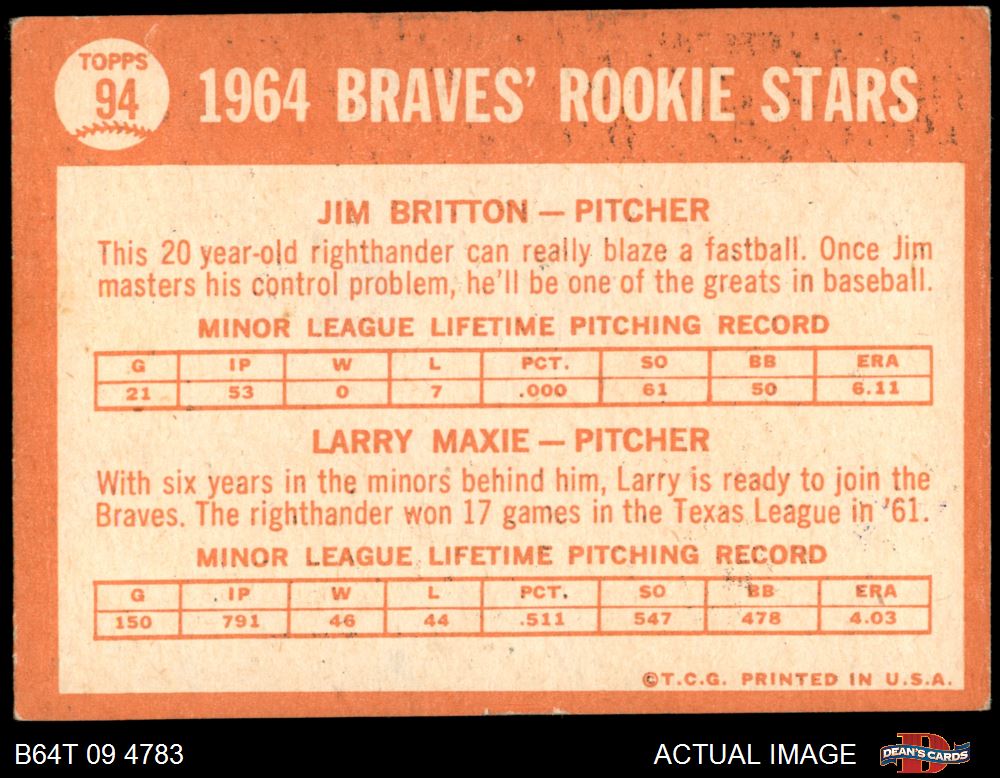 TOPPS
94
1964 BRAVES' ROOKIE STARS
JIM BRITTON — PITCHER
This 20 year-old righthander can really blaze a fastball. Once Jim
masters his control problem, he'll be one of the greats in baseball.
MINOR LEAGUE LIFETIME PITCHING RECORD
G IP W L PCT. SO BB ERA
21 53 0 7 .000 61 50 6.11
LARRY MAXIE — PITCHER
With six years in the minors behind him, Larry is ready to join the
Braves. The righthander won 17 games in the Texas League in '61.
MINOR LEAGUE LIFETIME PITCHING RECORD
G IP W L PCT. SO BB ERA
150 791 46 44 .511 547 478 4.03
©T.C.G. PRINTED IN U.S.A.
B64T 09 4783
ACTUAL IMAGE
DEAN'S CARDS